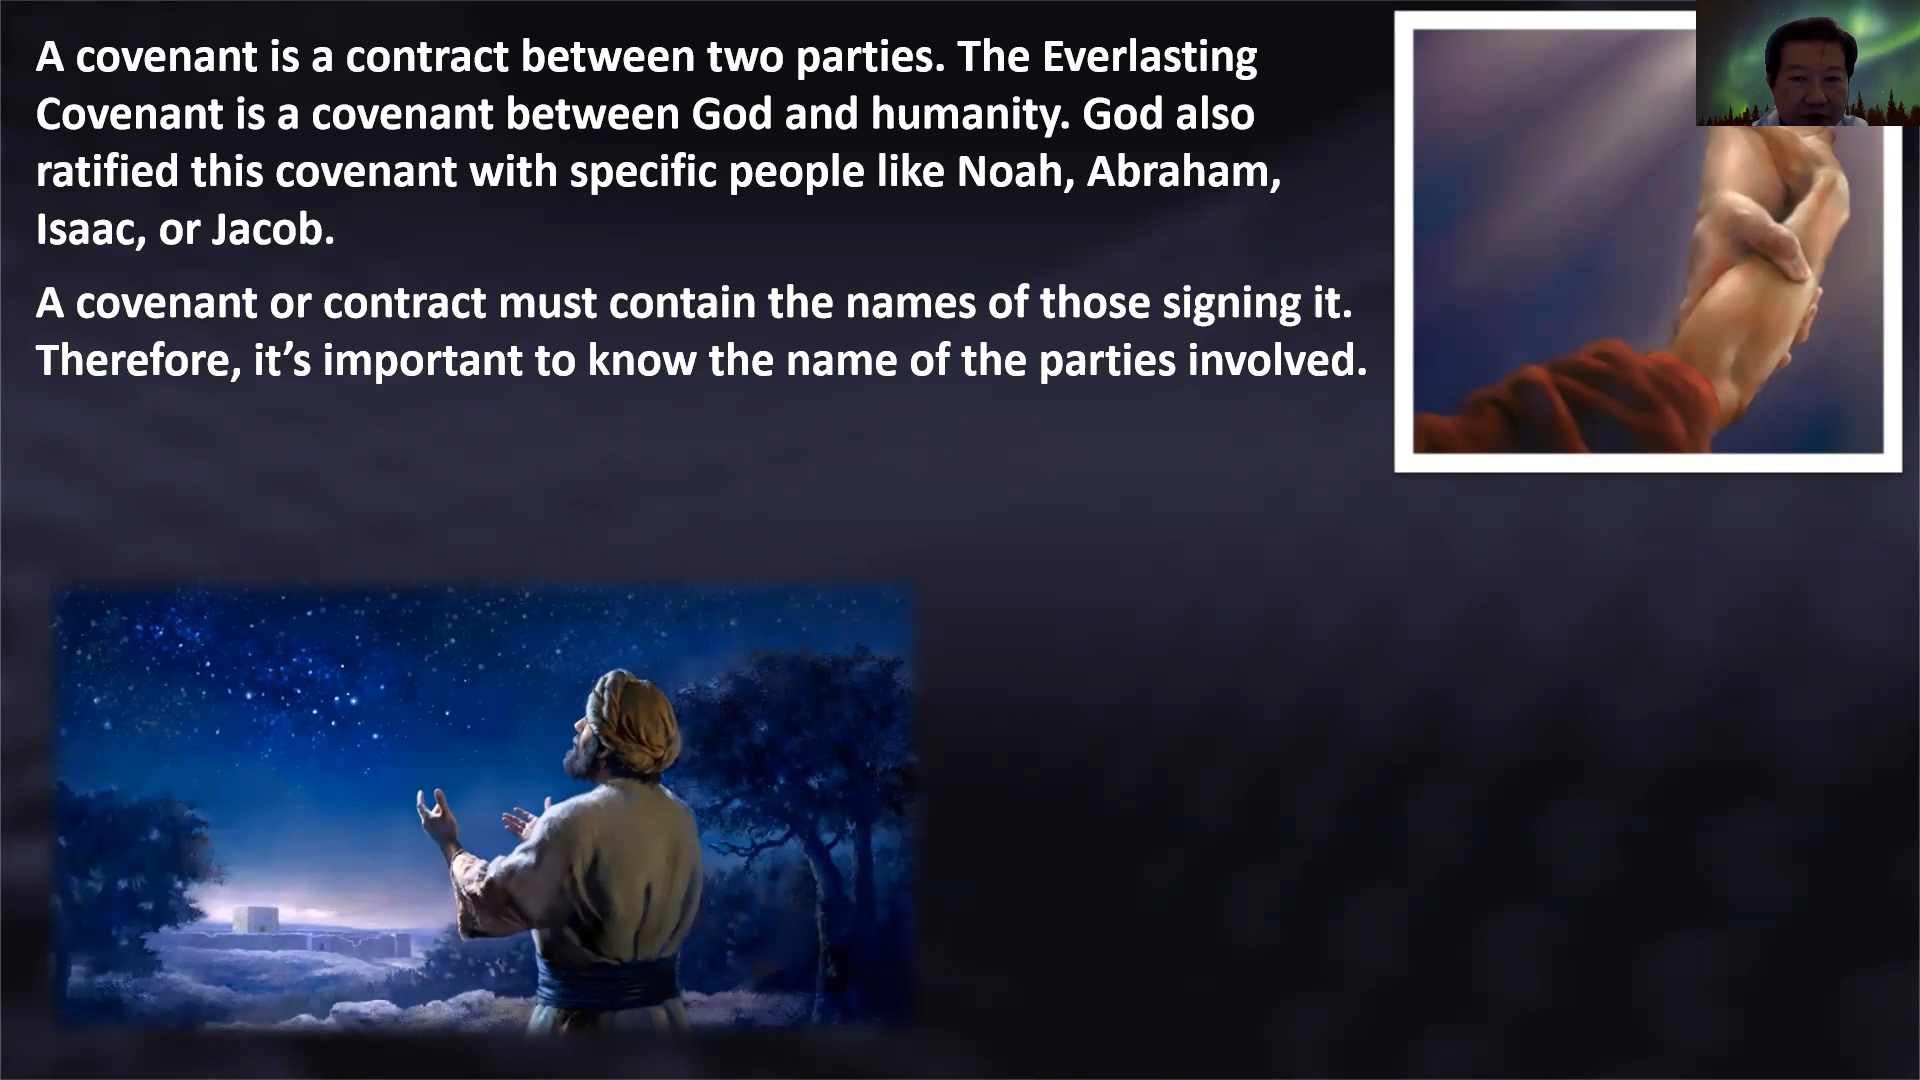 A covenant is a contract between two parties. The Everlasting
Covenant is a covenant between God and humanity. God also
ratified this covenant with specific people like Noah, Abraham,
Isaac, or Jacob.
A covenant or contract must contain the names of those signing it.
Therefore, it’s important to know the name of the parties involved.